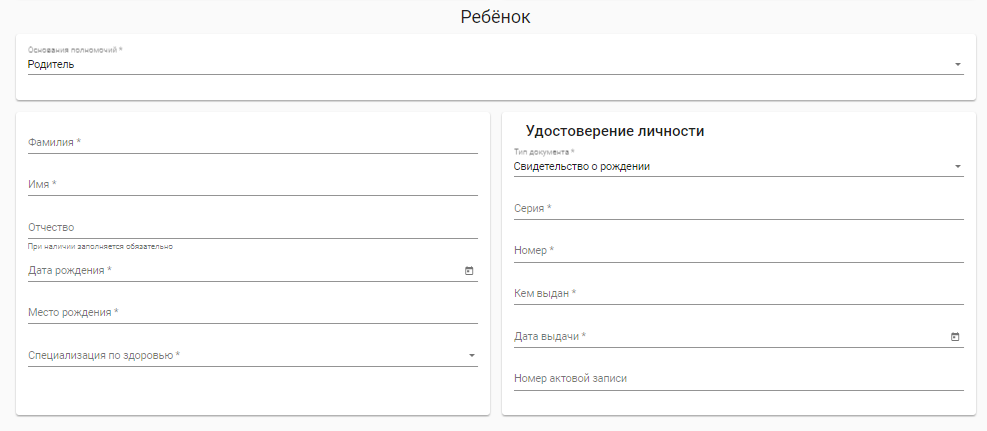 Ребёнок
Основания полномочий *
Родитель
Фамилия *
Имя *
Отчество
При наличии заполняется обязательно
Дата рождения *
Место рождения *
Специализация по здоровью *
Удостоверение личности
Тип документа *
Свидетельство о рождении
Серия *
Номер *
Кем выдан *
Дата выдачи *
Номер актовой записи